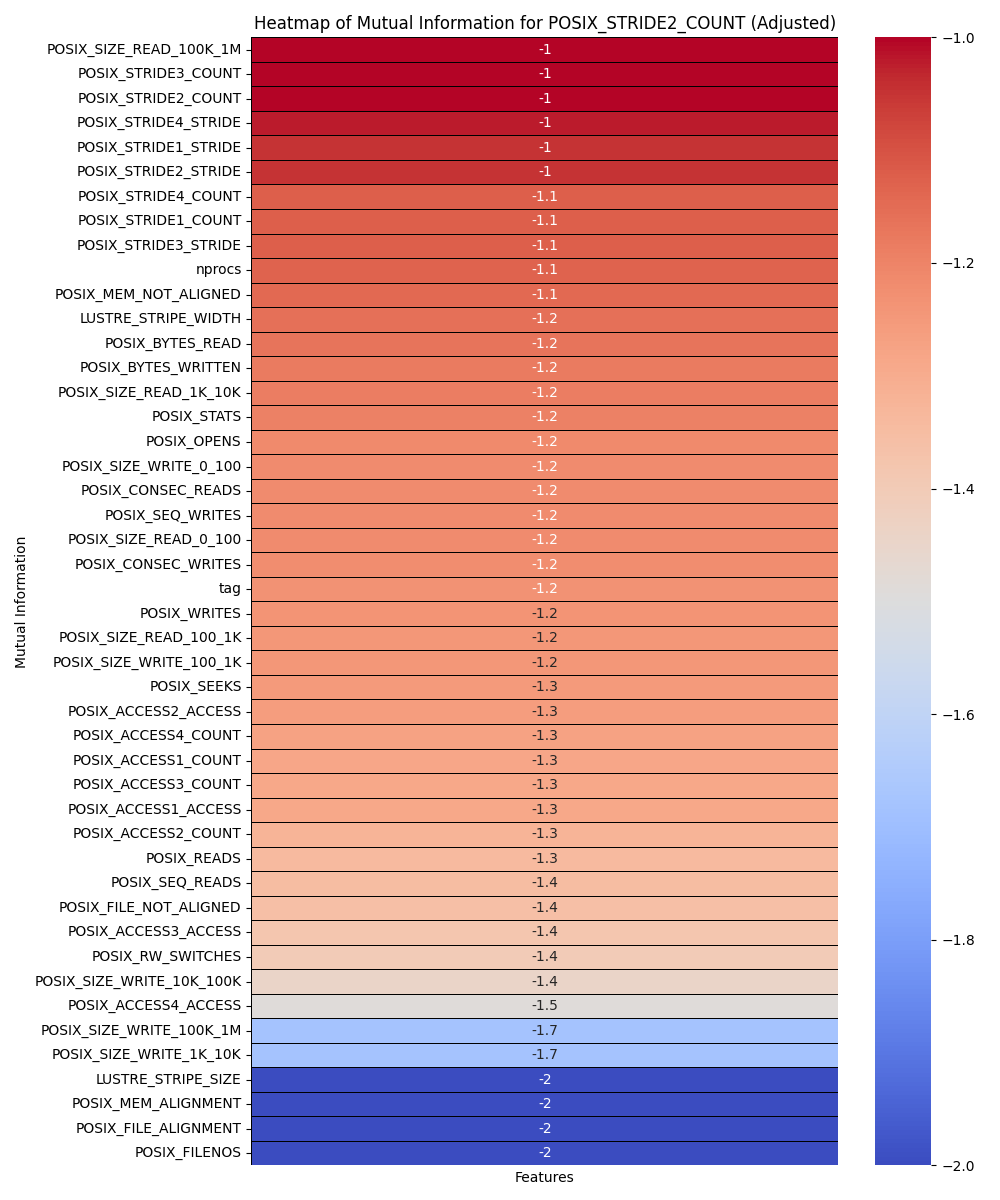 Heatmap of Mutual Information for POSIX_STRIDE2_COUNT (Adjusted)
POSIX_SIZE_READ_100K_1M -1
POSIX_STRIDE3_COUNT -1
POSIX_STRIDE2_COUNT -1
POSIX_STRIDE4_STRIDE -1
POSIX_STRIDE1_STRIDE -1
POSIX_STRIDE2_STRIDE -1
POSIX_STRIDE4_COUNT -1.1
POSIX_STRIDE1_COUNT -1.1
POSIX_STRIDE3_STRIDE -1.1
nprocs -1.1
POSIX_MEM_NOT_ALIGNED -1.1
LUSTRE_STRIPE_WIDTH -1.2
POSIX_BYTES_READ -1.2
POSIX_BYTES_WRITTEN -1.2
POSIX_SIZE_READ_1K_10K -1.2
POSIX_STATS -1.2
POSIX_OPENS -1.2
POSIX_SIZE_WRITE_0_100 -1.2
POSIX_CONSEC_READS -1.2
POSIX_SEQ_WRITES -1.2
POSIX_SIZE_READ_0_100 -1.2
POSIX_CONSEC_WRITES -1.2
tag -1.2
POSIX_WRITES -1.2
POSIX_SIZE_READ_100_1K -1.2
POSIX_SIZE_WRITE_100_1K -1.2
POSIX_SEEKS -1.3
POSIX_ACCESS2_ACCESS -1.3
POSIX_ACCESS4_COUNT -1.3
POSIX_ACCESS1_COUNT -1.3
POSIX_ACCESS3_COUNT -1.3
POSIX_ACCESS1_ACCESS -1.3
POSIX_ACCESS2_COUNT -1.3
POSIX_READS -1.3
POSIX_SEQ_READS -1.4
POSIX_FILE_NOT_ALIGNED -1.4
POSIX_ACCESS3_ACCESS -1.4
POSIX_RW_SWITCHES -1.4
POSIX_SIZE_WRITE_10K_100K -1.4
POSIX_ACCESS4_ACCESS -1.5
POSIX_SIZE_WRITE_100K_1M -1.7
POSIX_SIZE_WRITE_1K_10K -1.7
LUSTRE_STRIPE_SIZE -2
POSIX_MEM_ALIGNMENT -2
POSIX_FILE_ALIGNMENT -2
POSIX_FILENOS -2
Mutual Information
Features
−1.0
−1.2
−1.4
−1.6
−1.8
−2.0